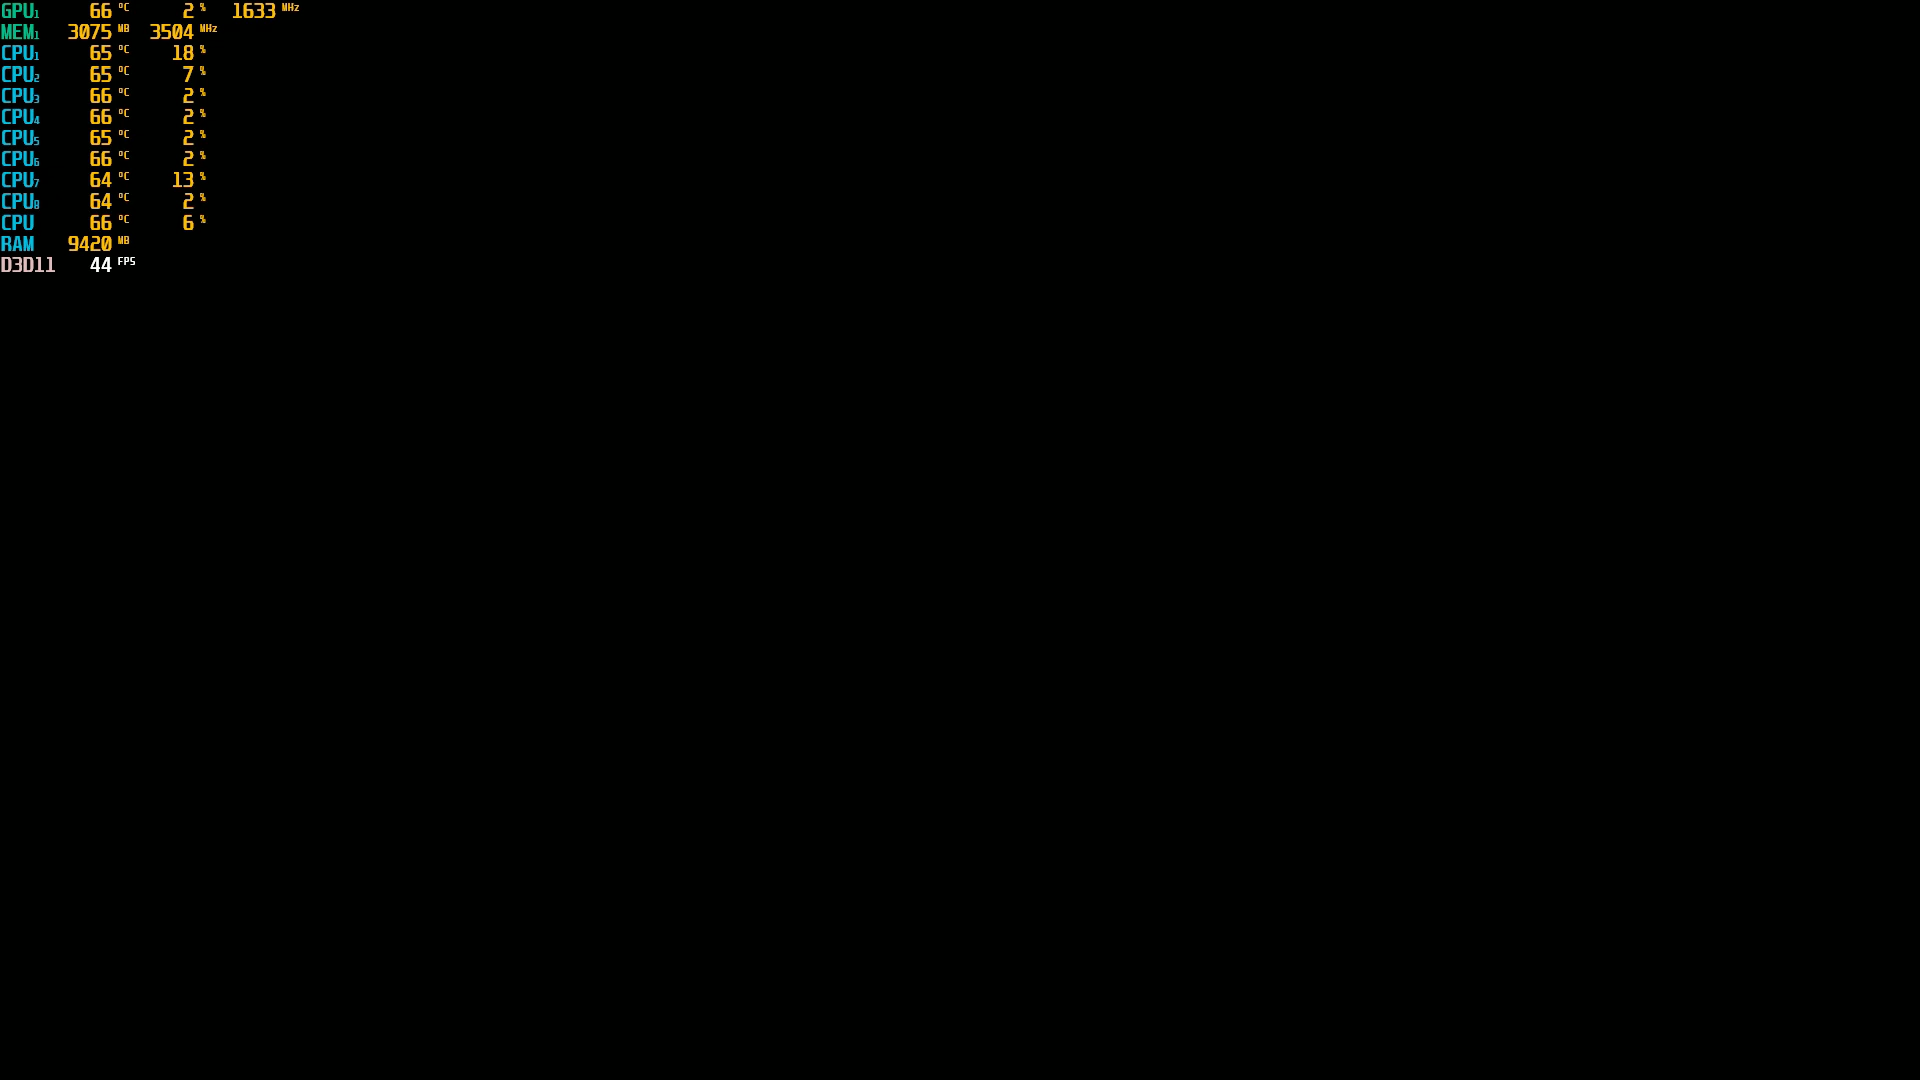 GPU1 66 °C 2 % 1633 MHz
MEM1 3075 MB 3504 MHz
CPU1 65 °C 18 %
CPU2 65 °C 7 %
CPU3 66 °C 2 %
CPU4 66 °C 2 %
CPU5 65 °C 2 %
CPU6 66 °C 2 %
CPU7 64 °C 13 %
CPU8 64 °C 2 %
CPU 66 °C 6 %
RAM 9420 MB
D3D11 44 FPS